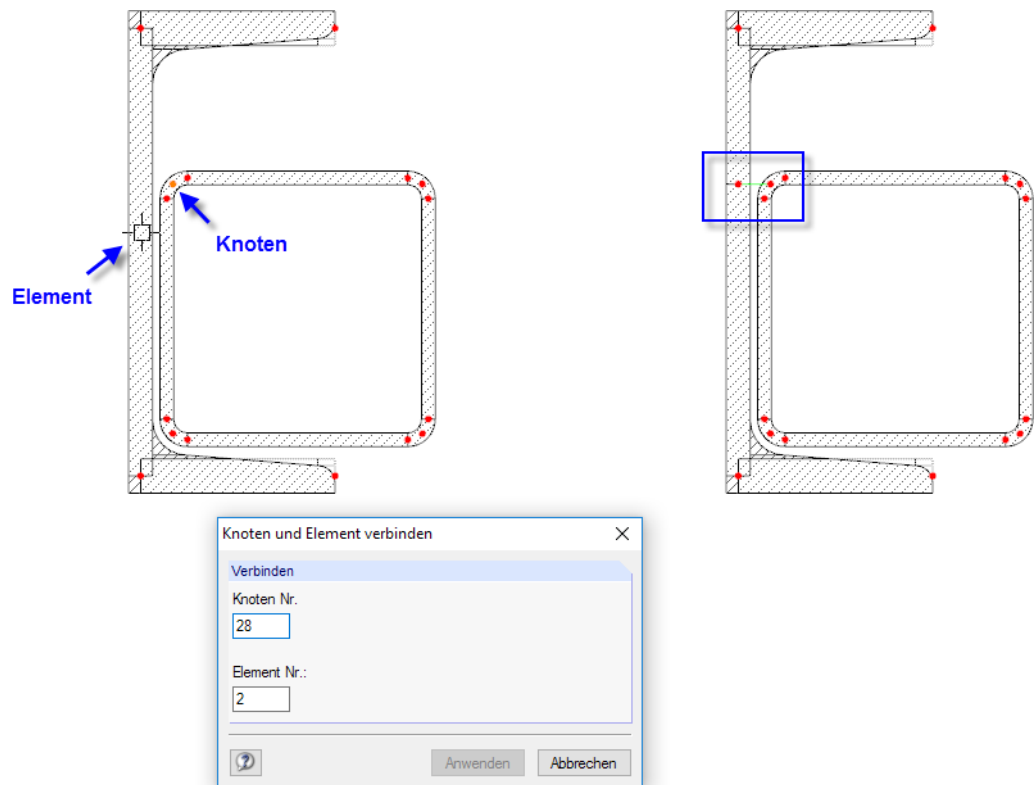 Knoten
Element
Knoten und Element verbinden
Verbinden
Knoten Nr.
28
Element Nr.:
2
Anwenden Abbrechen